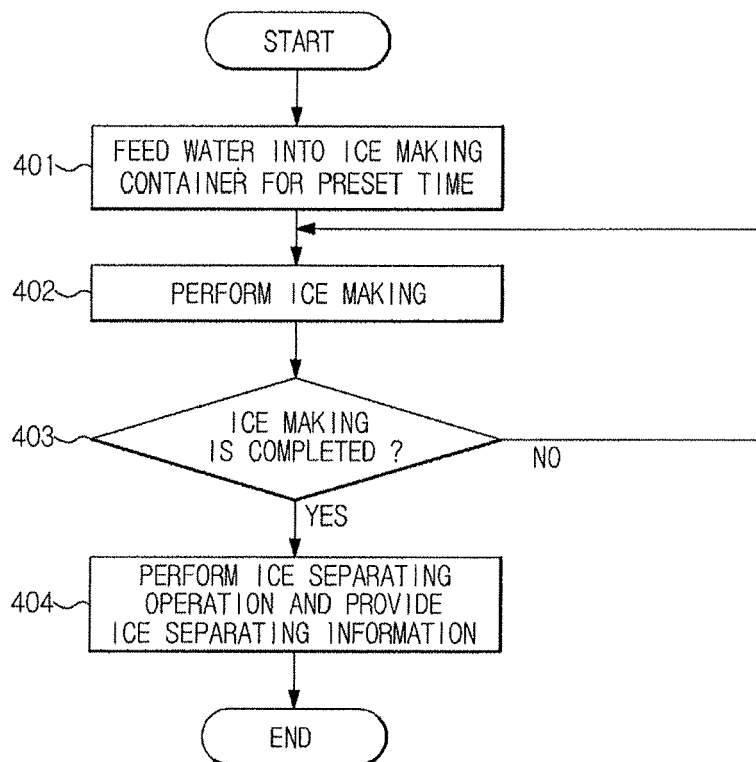 START
401
FEED WATER INTO ICE MAKING
CONTAINER FOR PRESET TIME
402
PERFORM ICE MAKING
403
ICE MAKING
IS COMPLETED ?
NO
YES
404
PERFORM ICE SEPARATING
OPERATION AND PROVIDE
ICE SEPARATING INFORMATION
END